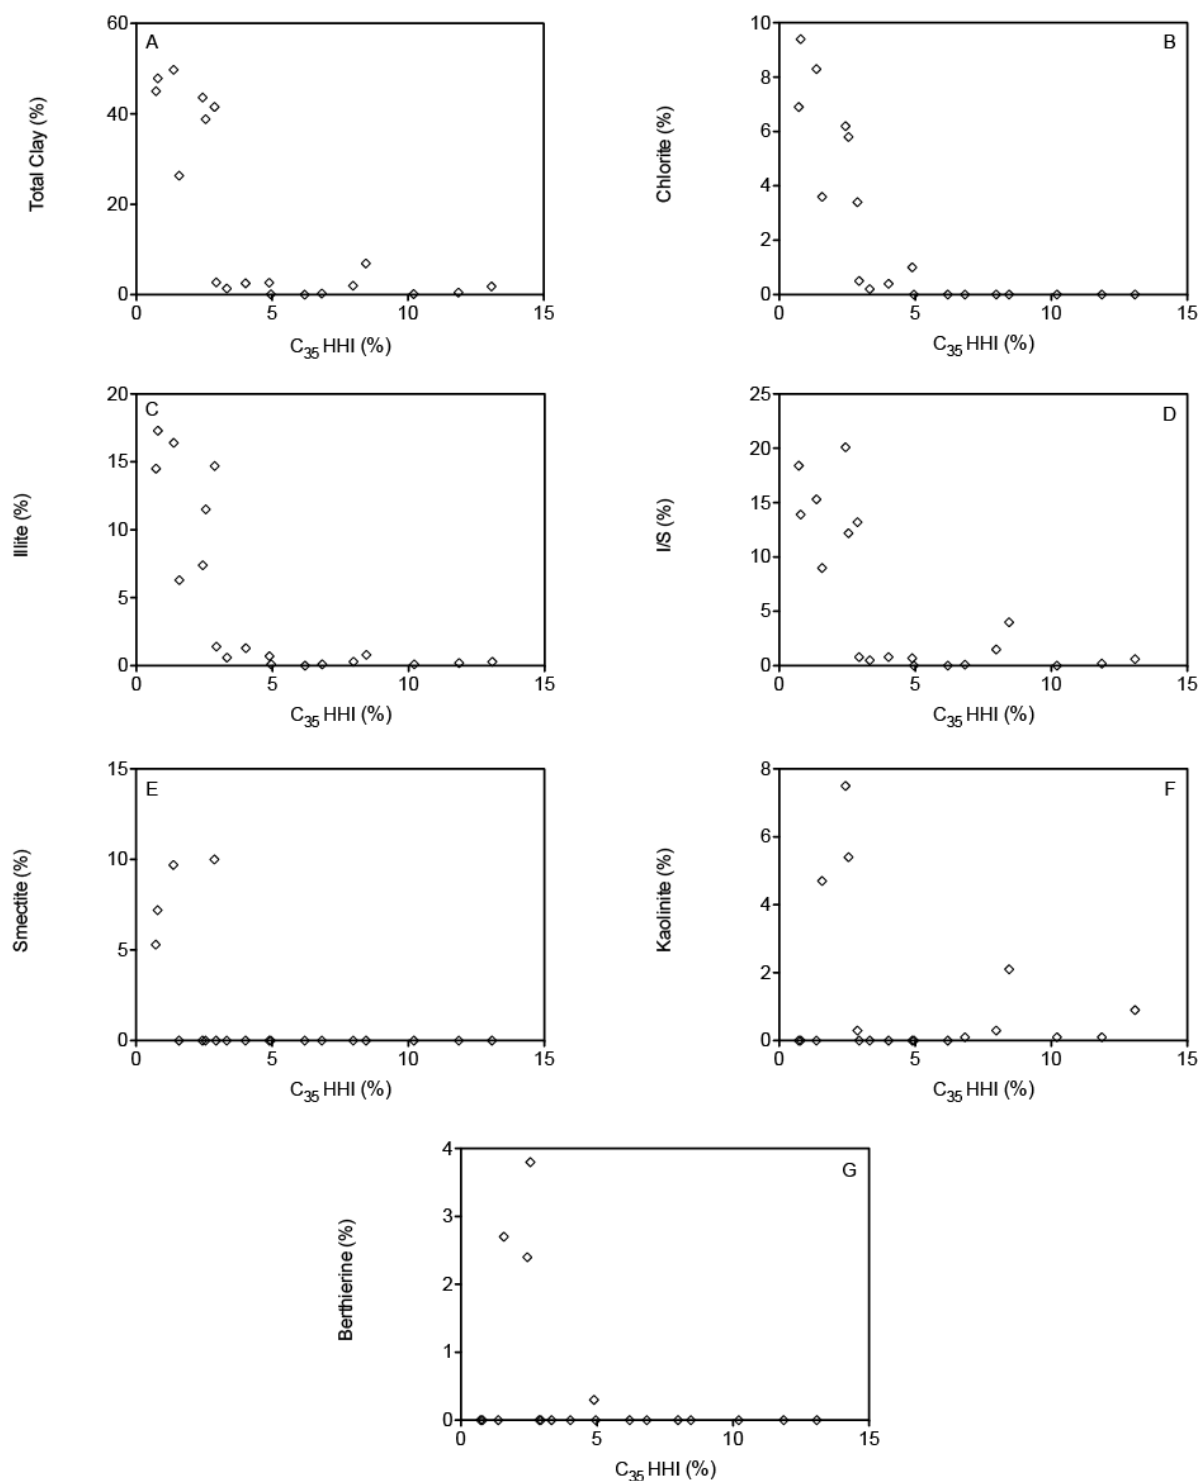 60
A
40
20
0
0 5 10 15
Total Clay (%)
C35 HHI (%)
10
B
8
6
4
2
0
0 5 10 15
Chlorite (%)
C35 HHI (%)
20
C
15
10
5
0
0 5 10 15
Illite (%)
C35 HHI (%)
25
D
20
15
10
5
0
0 5 10 15
I/S (%)
C35 HHI (%)
15
E
10
5
0
0 5 10 15
Smectite (%)
C35 HHI (%)
8
F
6
4
2
0
0 5 10 15
Kaolinite (%)
C35 HHI (%)
4
G
3
2
1
0
0 5 10 15
Berthierine (%)
C35 HHI (%)